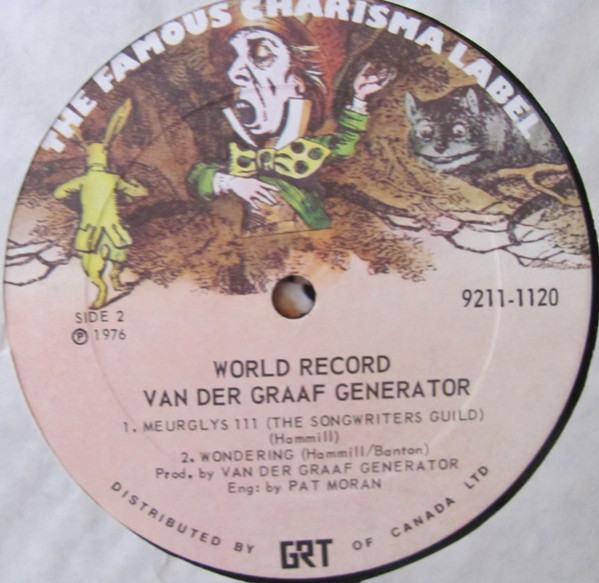 THE FAMOUS CHARISMA LABEL
SIDE 2
℗ 1976
9211-1120
WORLD RECORD
VAN DER GRAAF GENERATOR
1. MEURGLYS 111 (THE SONGWRITERS GUILD)
(Hammill)
2. WONDERING (Hammill/Banton)
Prod. by VAN DER GRAAF GENERATOR
Eng: by PAT MORAN
DISTRIBUTED BY GRT OF CANADA LTD